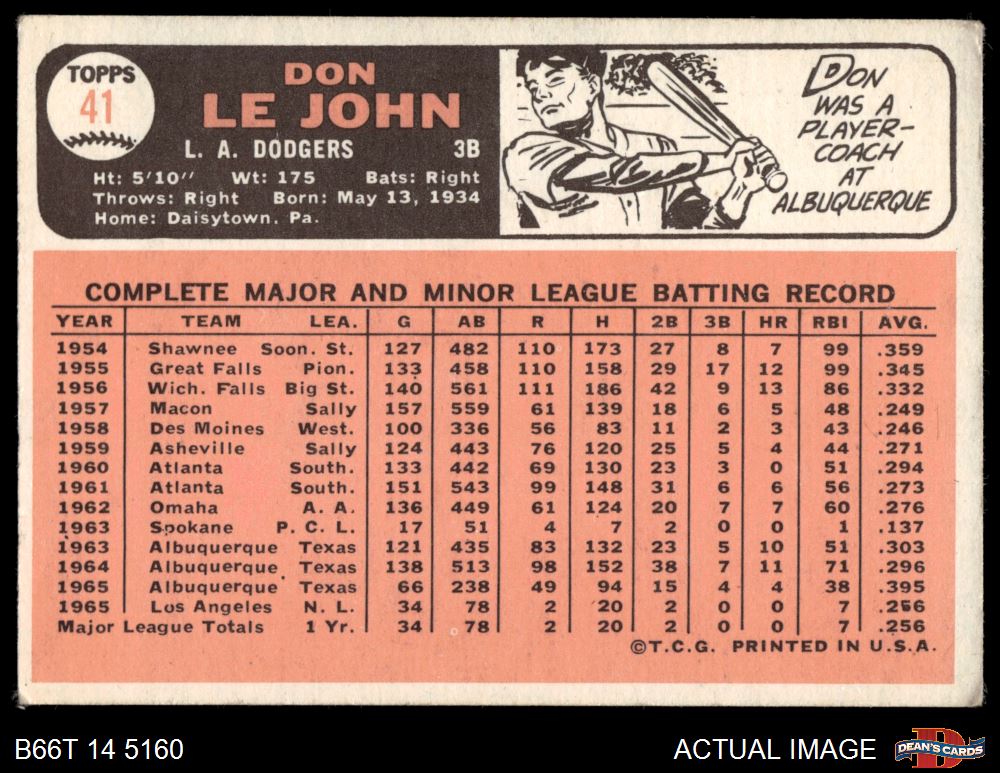 TOPPS
41
DON
LE JOHN
L. A. DODGERS 3B
Ht: 5'10" Wt: 175 Bats: Right
Throws: Right Born: May 13, 1934
Home: Daisytown, Pa.
DON
WAS A
PLAYER-
COACH
AT
ALBUQUERQUE
COMPLETE MAJOR AND MINOR LEAGUE BATTING RECORD
YEAR TEAM LEA. G AB R H 2B 3B HR RBI AVG.
1954 Shawnee Soon. St. 127 482 110 173 27 8 7 99 .359
1955 Great Falls Pion. 133 458 110 158 29 17 12 99 .345
1956 Wich. Falls Big St. 140 561 111 186 42 9 13 86 .332
1957 Macon Sally 157 559 61 139 18 6 5 48 .249
1958 Des Moines West. 100 336 56 83 11 2 3 43 .246
1959 Asheville Sally 124 443 76 120 25 5 4 44 .271
1960 Atlanta South. 133 442 69 130 23 3 0 51 .294
1961 Atlanta South. 151 543 99 148 31 6 6 56 .273
1962 Omaha A. A. 136 449 61 124 20 7 7 60 .276
1963 Spokane P. C. L. 17 51 4 7 2 0 0 1 .137
1963 Albuquerque Texas 121 435 83 132 23 5 10 51 .303
1964 Albuquerque Texas 138 513 98 152 38 7 11 71 .296
1965 Albuquerque Texas 66 238 49 94 15 4 4 38 .395
1965 Los Angeles N. L. 34 78 2 20 2 0 0 7 .256
Major League Totals 1 Yr. 34 78 2 20 2 0 0 7 .256
©T.C.G. PRINTED IN U.S.A.
B66T 14 5160 ACTUAL IMAGE
D
DEAN'S CARDS